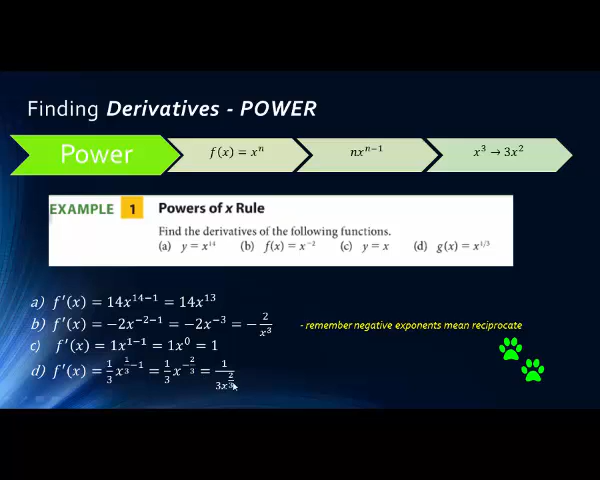 Finding Derivatives - POWER
Power
f(x) = xⁿ
nxⁿ⁻¹
x³ → 3x²
EXAMPLE 1 Powers of x Rule
Find the derivatives of the following functions.
(a) y = x¹⁴ (b) f(x) = x⁻² (c) y = x (d) g(x) = x^{1/3}
a) f′(x) = 14x¹⁴⁻¹ = 14x¹³
b) f′(x) = −2x⁻²⁻¹ = −2x⁻³ = −2/x³ - remember negative exponents mean reciprocate
c) f′(x) = 1x¹⁻¹ = 1x⁰ = 1
d) f′(x) = 1/3 x^{1/3−1} = 1/3 x^{−2/3} = 1/(3x^{2/3})